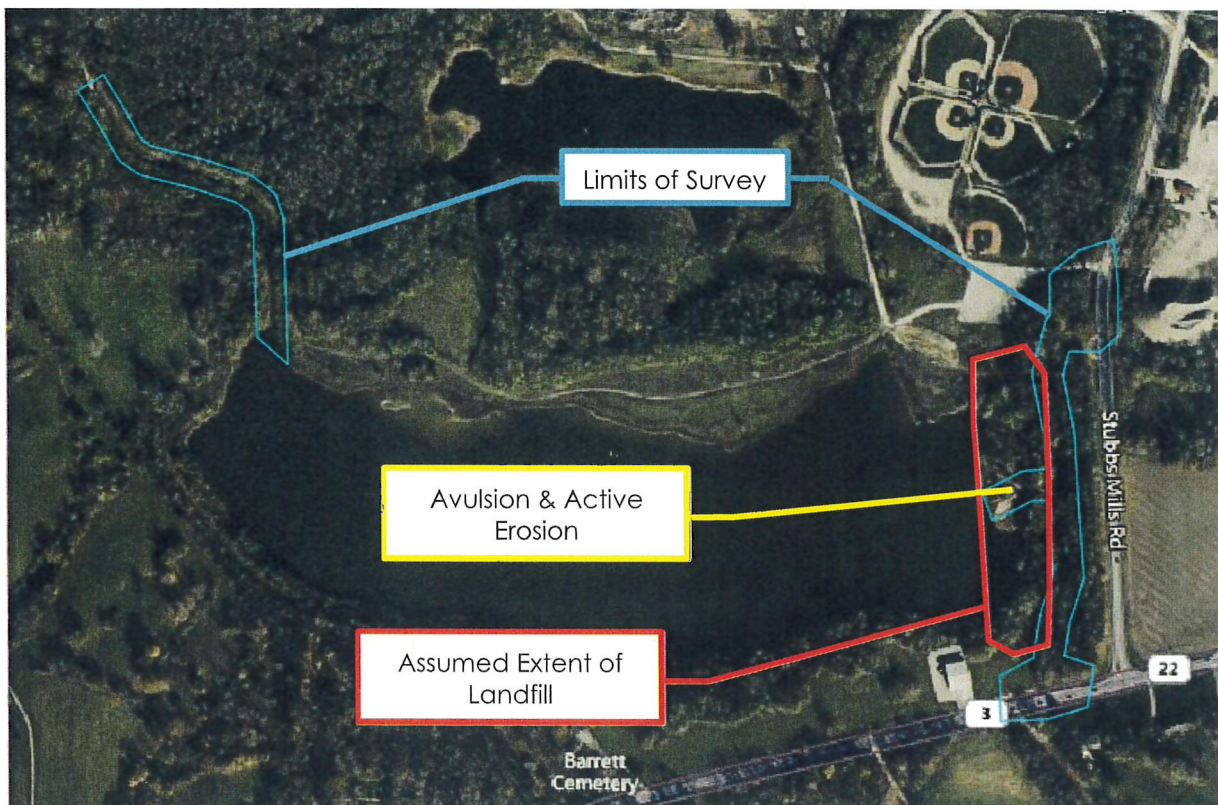 Limits of Survey
Stubbs Mills Rd
Avulsion & Active
Erosion
Assumed Extent of
Landfill
22
3
Barrett
Cemetery